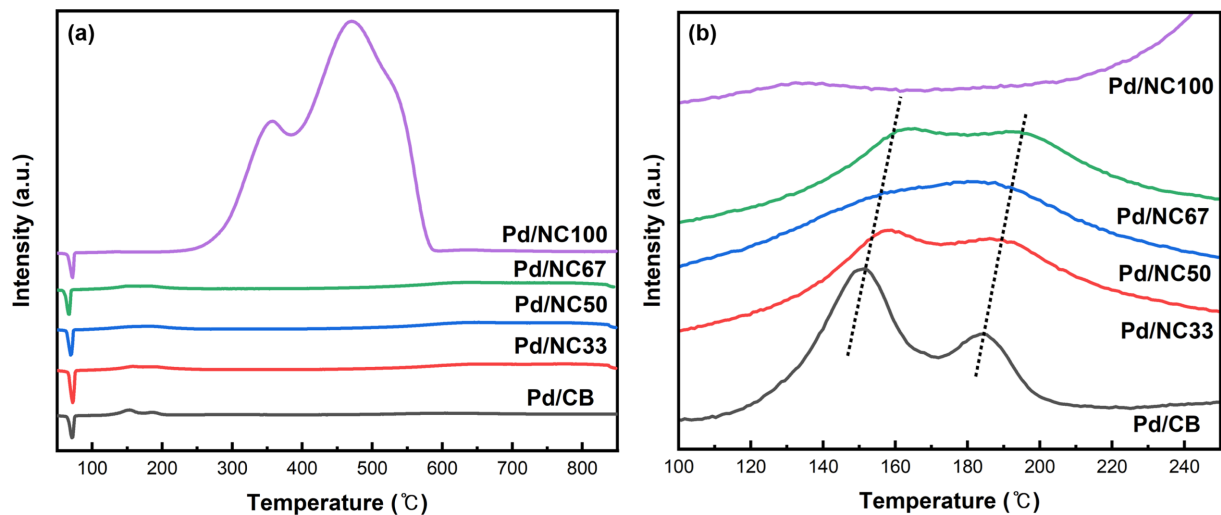 (a)
Intensity (a.u.)
Pd/NC100
Pd/NC67
Pd/NC50
Pd/NC33
Pd/CB
100 200 300 400 500 600 700 800
Temperature (℃)
(b)
Intensity (a.u.)
Pd/NC100
Pd/NC67
Pd/NC50
Pd/NC33
Pd/CB
100 120 140 160 180 200 220 240
Temperature (℃)